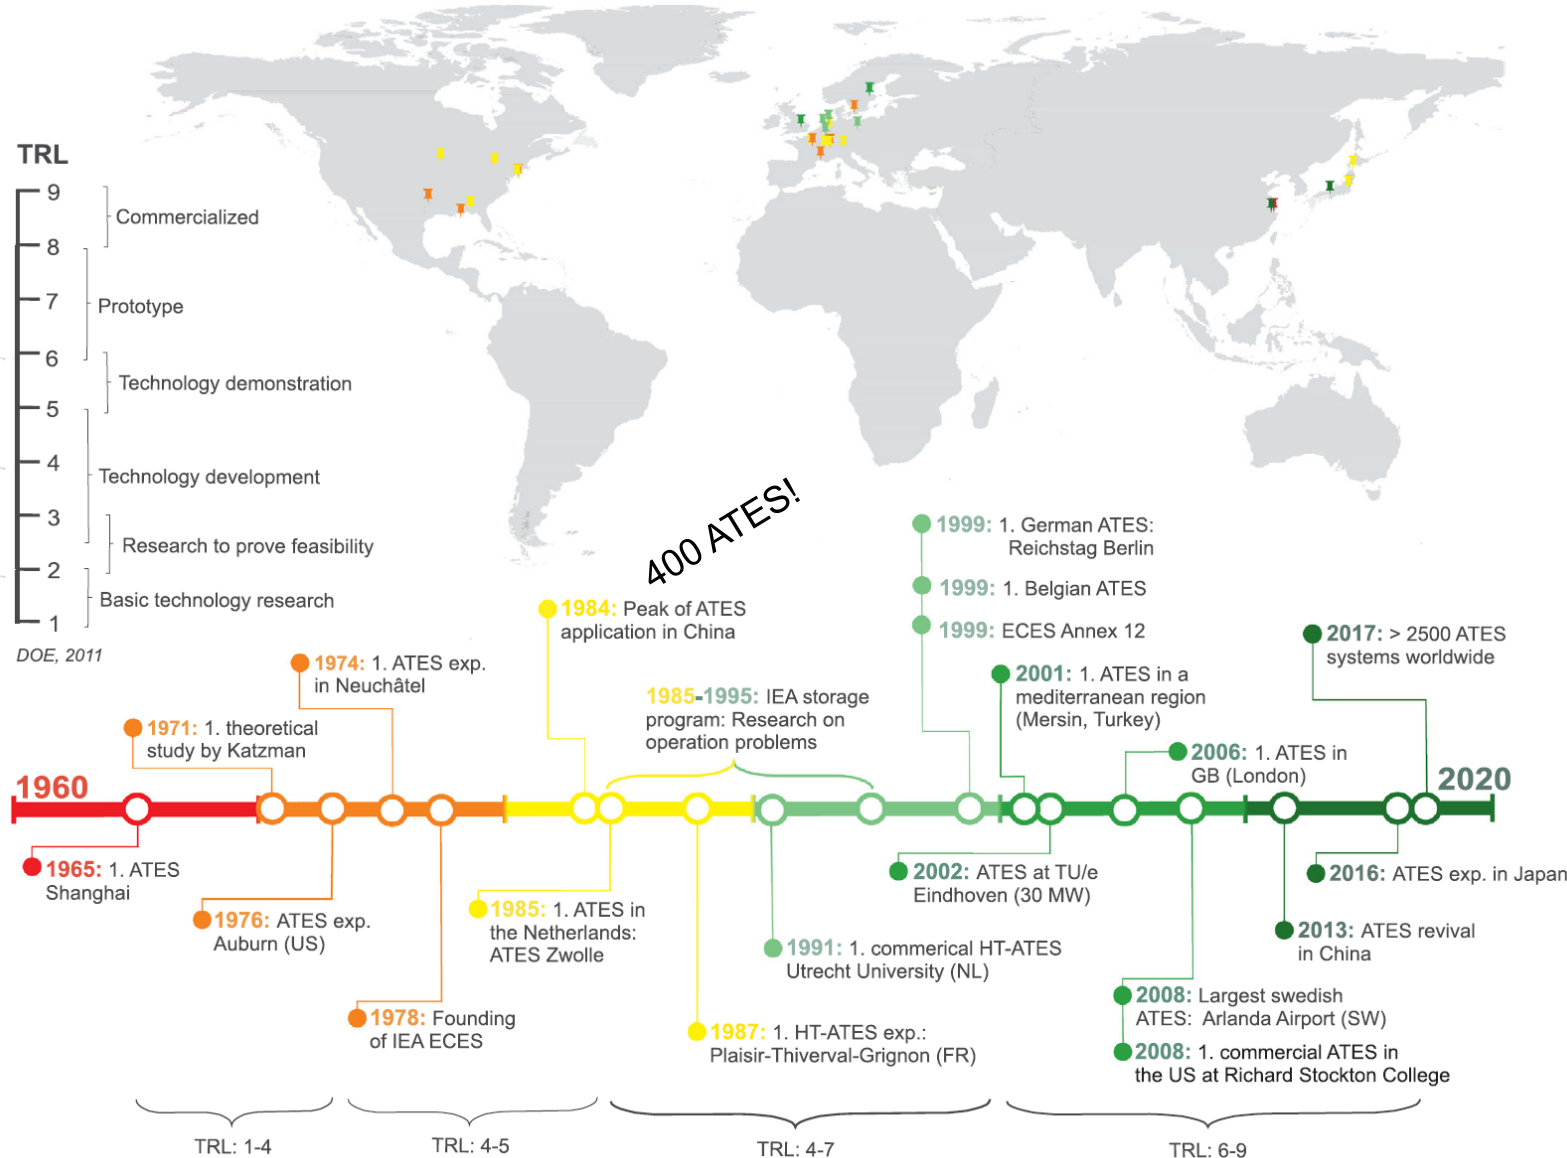 TRL
9
Commercialized
8
7
Prototype
6
Technology demonstration
5
4
Technology development
3
Research to prove feasibility
2
Basic technology research
1
DOE, 2011
400 ATES!
1999: 1. German ATES:
Reichstag Berlin
1999: 1. Belgian ATES
1999: ECES Annex 12
1984: Peak of ATES
application in China
2017: > 2500 ATES
systems worldwide
1974: 1. ATES exp.
in Neuchâtel
2001: 1. ATES in a
mediterranean region
(Mersin, Turkey)
1985-1995: IEA storage
program: Research on
operation problems
1971: 1. theoretical
study by Katzman
2006: 1. ATES in
GB (London)
1960
2020
1965: 1. ATES
Shanghai
2002: ATES at TU/e
Eindhoven (30 MW)
2016: ATES exp. in Japan
1976: ATES exp.
Auburn (US)
1985: 1. ATES in
the Netherlands:
ATES Zwolle
1991: 1. commerical HT-ATES
Utrecht University (NL)
2013: ATES revival
in China
1978: Founding
of IEA ECES
1987: 1. HT-ATES exp.:
Plaisir-Thiverval-Grignon (FR)
2008: Largest swedish
ATES: Arlanda Airport (SW)
2008: 1. commercial ATES in
the US at Richard Stockton College
TRL: 1-4
TRL: 4-5
TRL: 4-7
TRL: 6-9